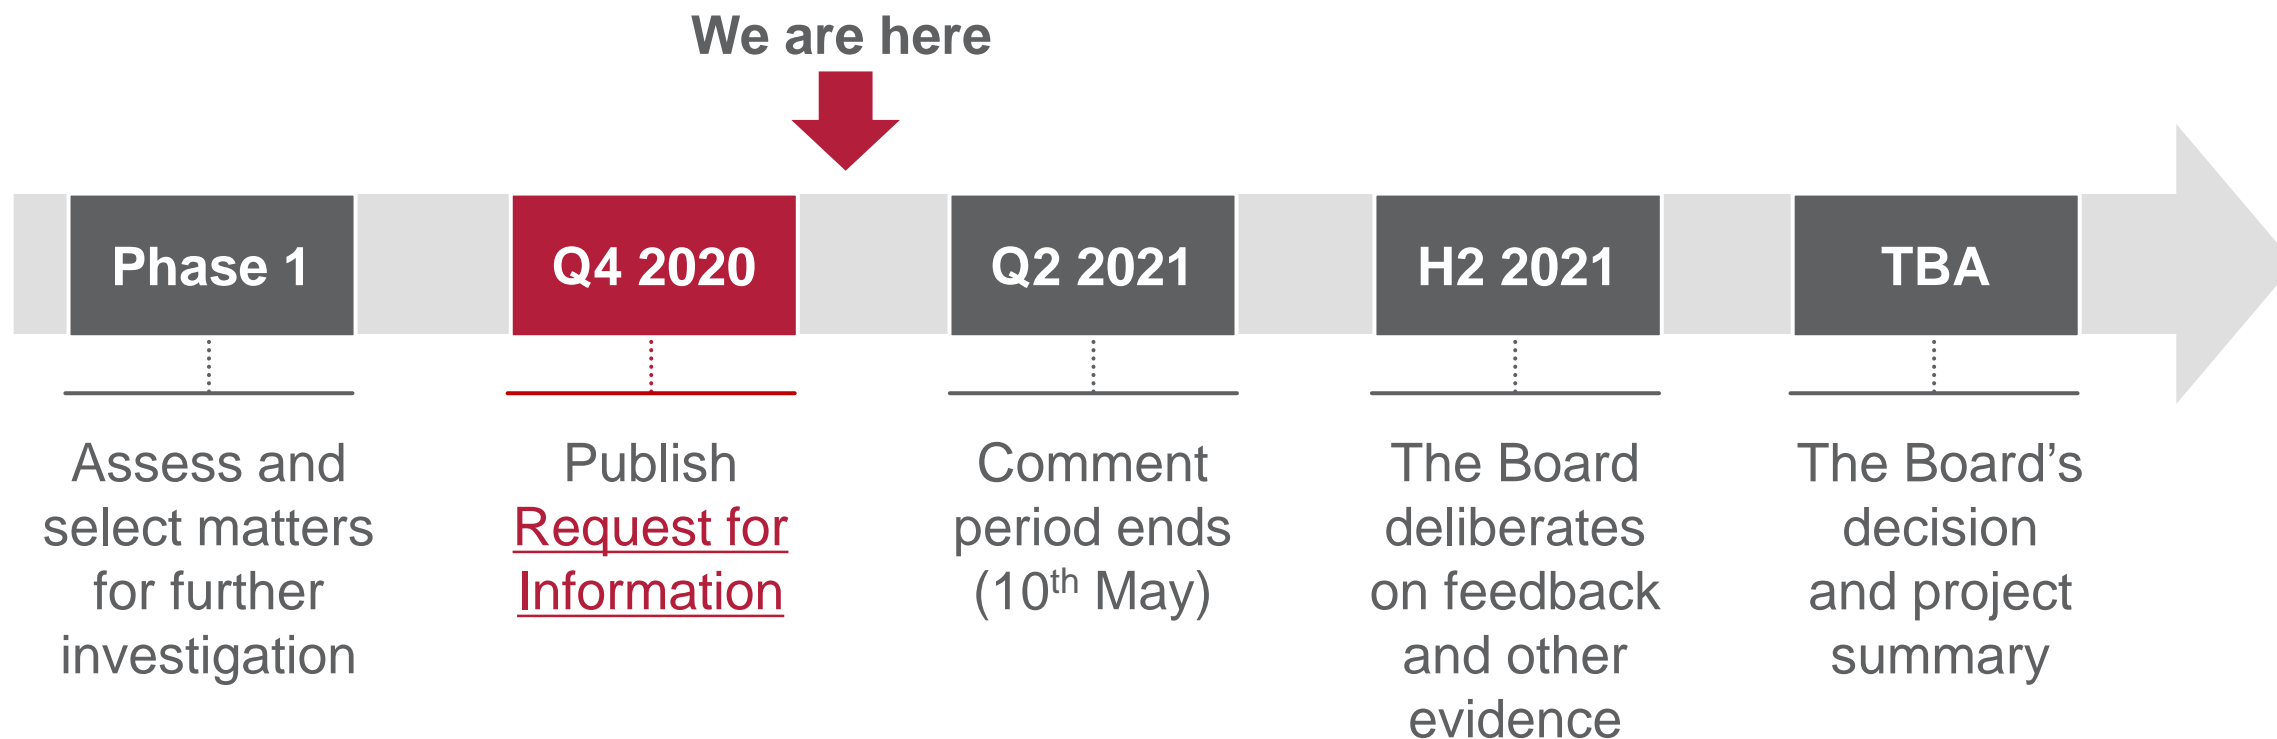 We are here
Phase 1
Q4 2020
Q2 2021
H2 2021
TBA
Assess and
select matters
for further
investigation
Publish
Request for
Information
Comment
period ends
(10th May)
The Board
deliberates
on feedback
and other
evidence
The Board’s
decision
and project
summary